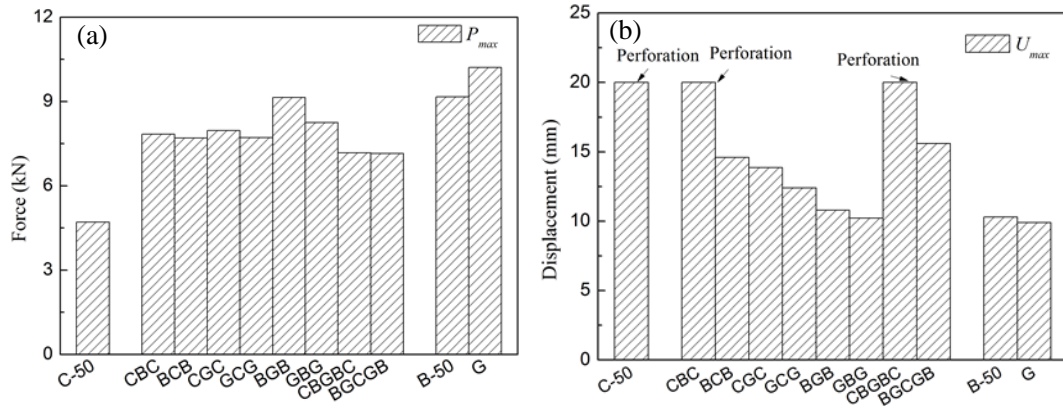 (a)
P max
12
9
6
3
0
Force (kN)
C-50
CBC
BCB
CGC
GCG
BGB
GBG
CBGBC
BGCGB
B-50
G
(b)
U max
Perforation
Perforation
Perforation
25
20
15
10
5
0
Displacement (mm)
C-50
CBC
BCB
CGC
GCG
BGB
GBG
CBGBC
BGCGB
B-50
G